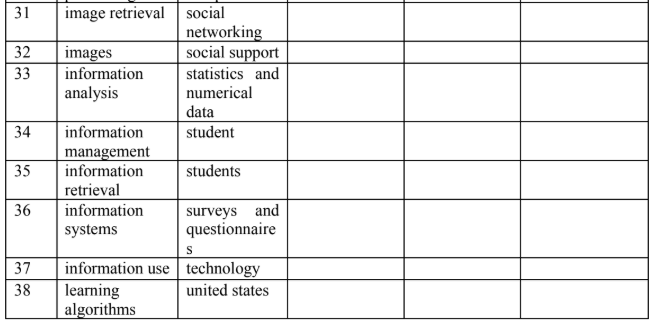 31 image retrieval social
networking
32 images social support
33 information statistics and
analysis numerical
data
34 information student
management
35 information students
retrieval
36 information surveys and
systems questionnaire
s
37 information use technology
38 learning united states
algorithms